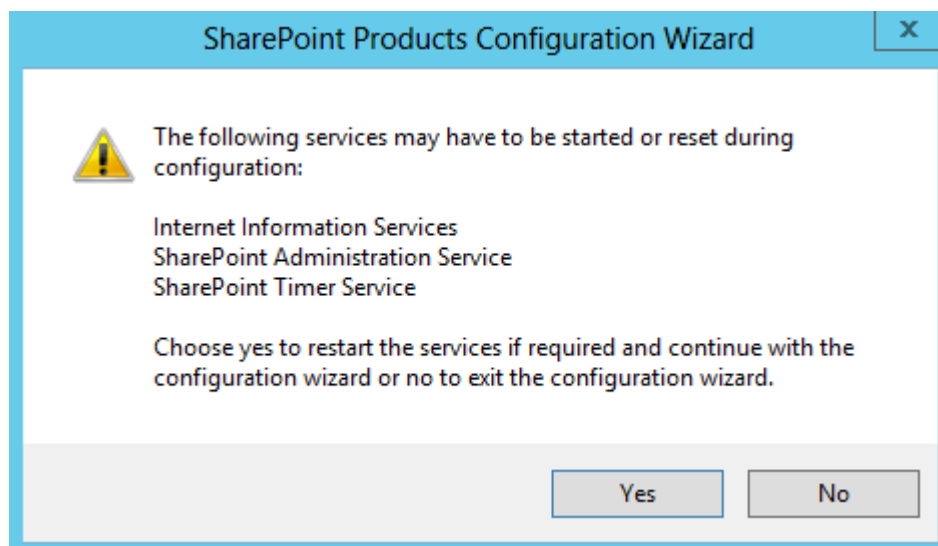 SharePoint Products Configuration Wizard
x
The following services may have to be started or reset during
configuration:
Internet Information Services
SharePoint Administration Service
SharePoint Timer Service
Choose yes to restart the services if required and continue with the
configuration wizard or no to exit the configuration wizard.
Yes
No